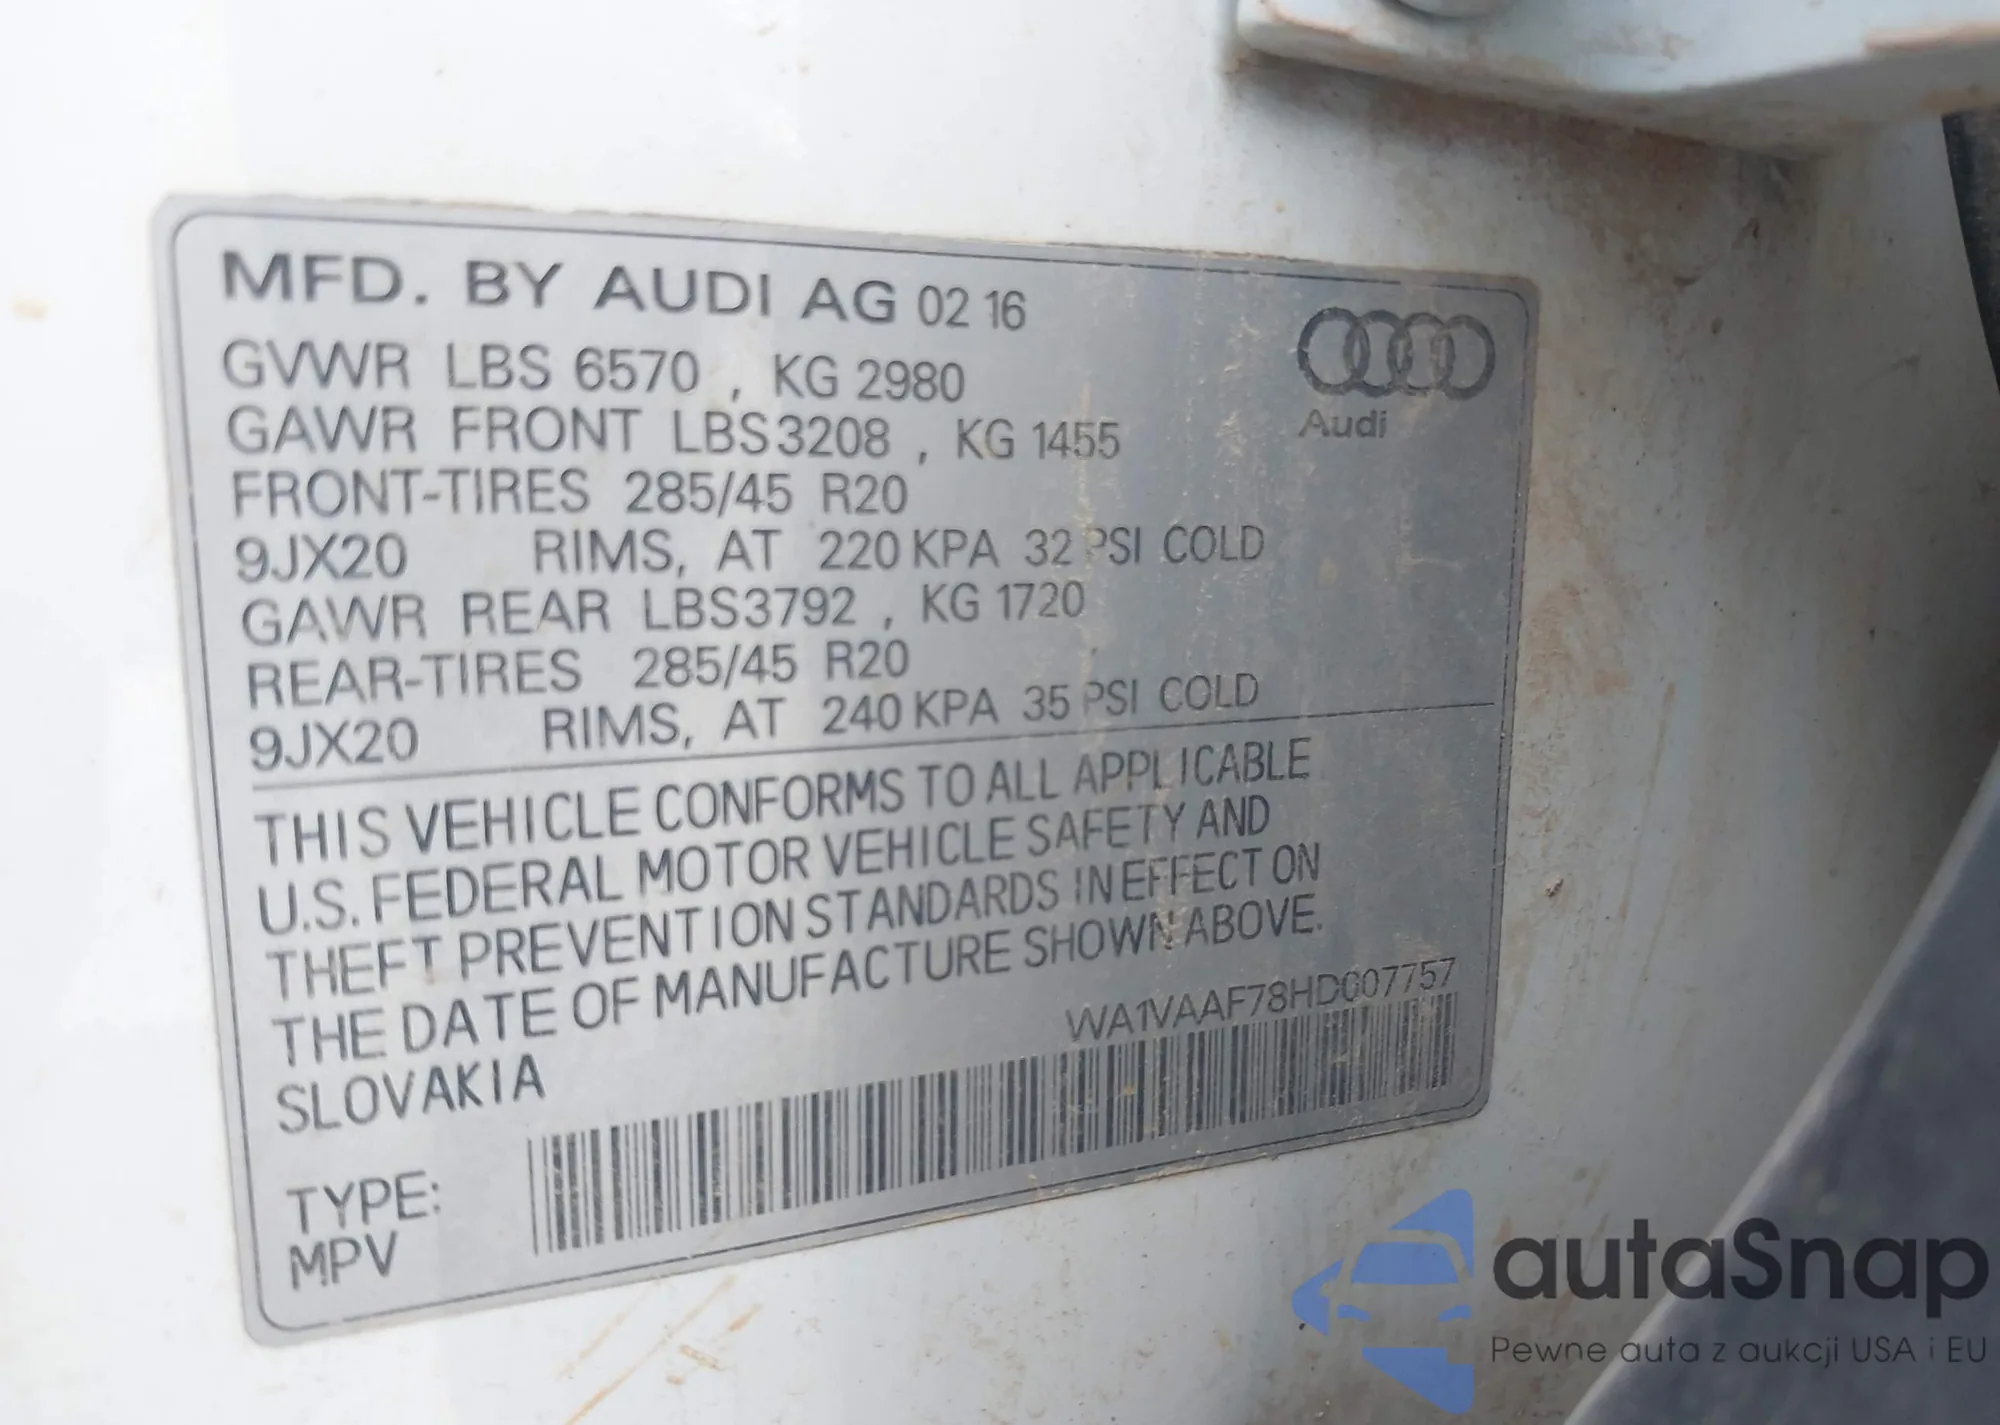 MFD. BY AUDI AG 02 16
GVWR LBS 6570 , KG 2980
GAWR FRONT LBS3208 , KG 1455
FRONT-TIRES 285/45 R20
9JX20 RIMS, AT 220 KPA 32 PSI COLD
GAWR REAR LBS3792 , KG 1720
REAR-TIRES 285/45 R20
9JX20 RIMS, AT 240 KPA 35 PSI COLD
Audi
THIS VEHICLE CONFORMS TO ALL APPLICABLE
U.S. FEDERAL MOTOR VEHICLE SAFETY AND
THEFT PREVENTION STANDARDS IN EFFECT ON
THE DATE OF MANUFACTURE SHOWN ABOVE.
SLOVAKIA
WA1VAAF78HD007757
TYPE:
MPV
autaSnap
Pewne auta z aukcji USA i EU